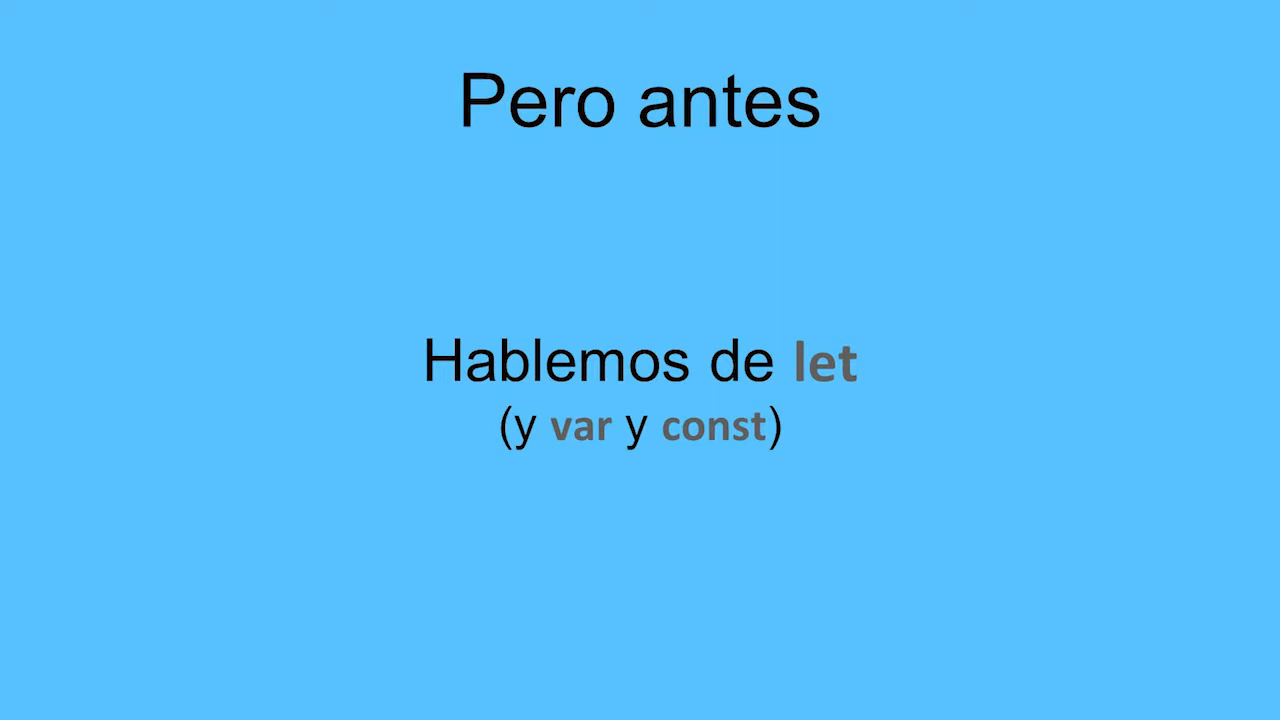 Pero antes
Hablemos de let
(y var y const)